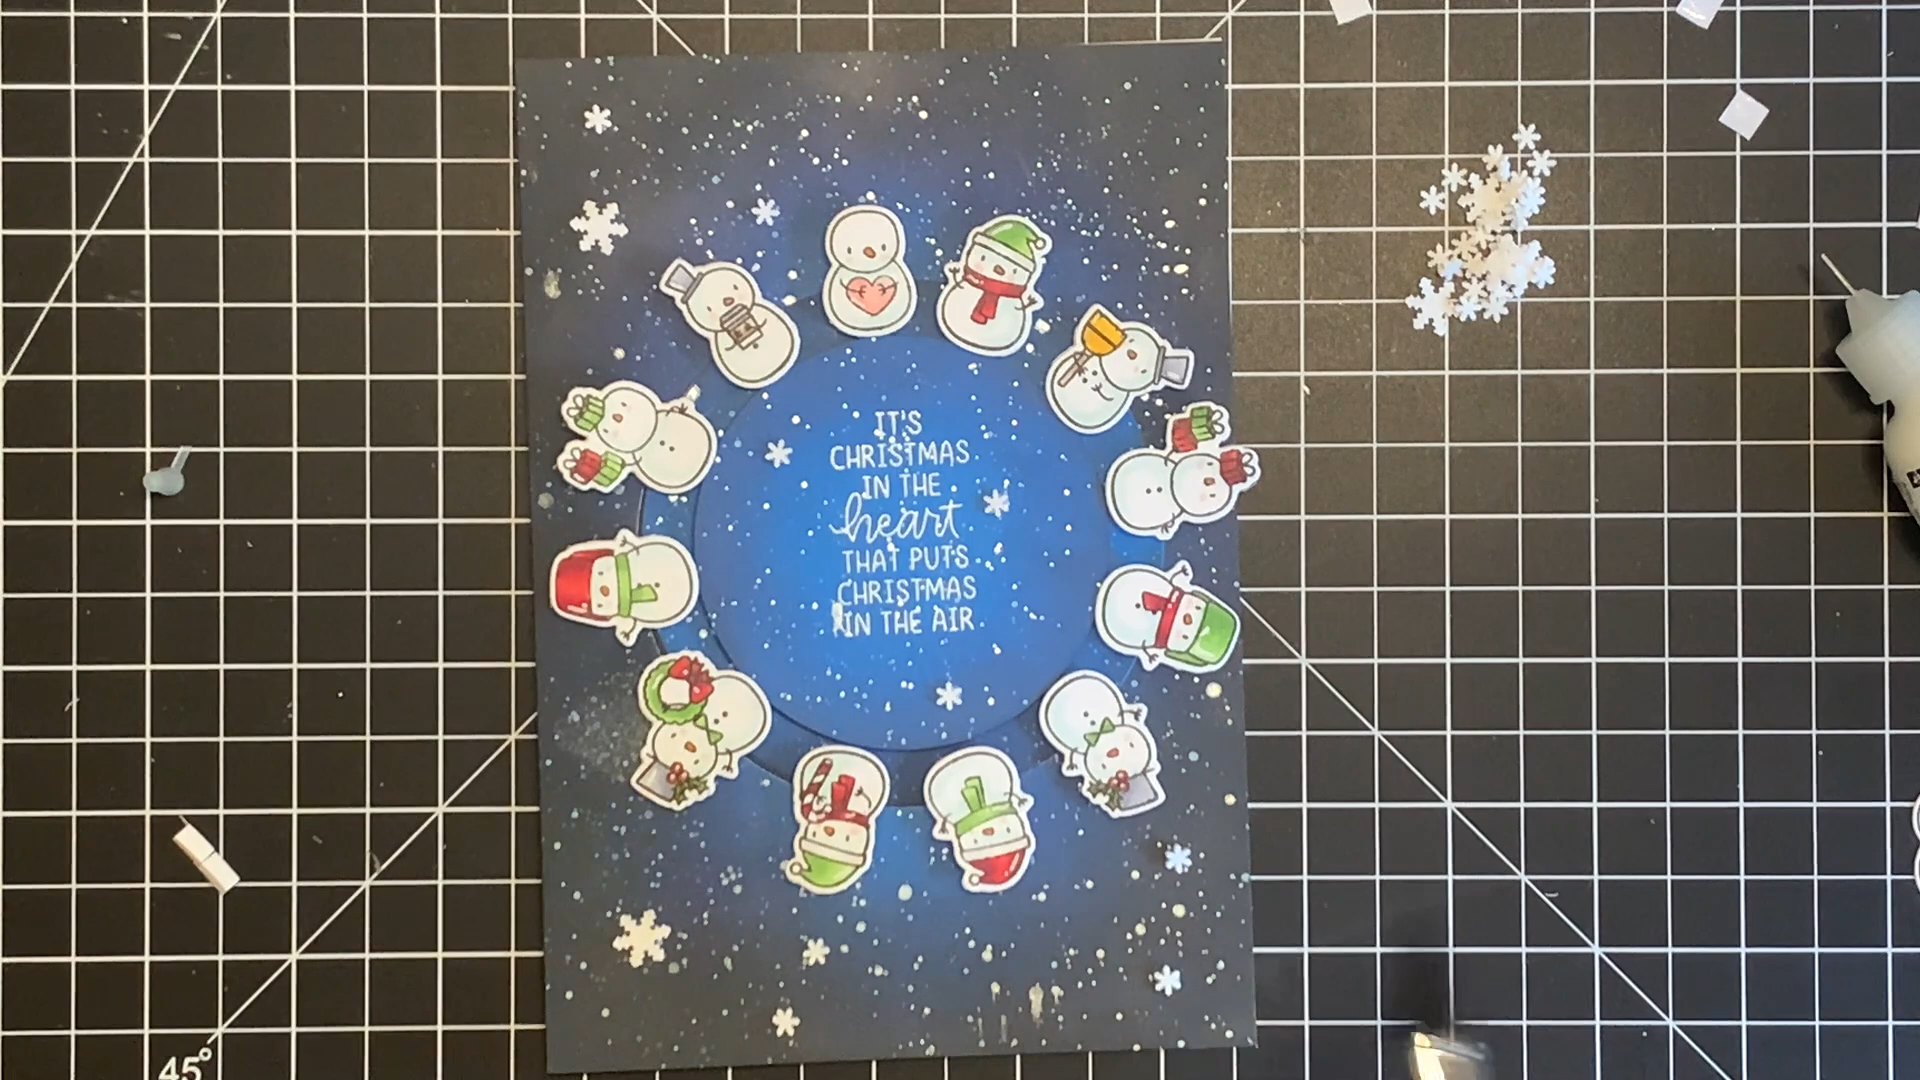 IT'S
CHRISTMAS
IN THE
heart
THAT PUTS
CHRISTMAS
IN THE AIR
45°